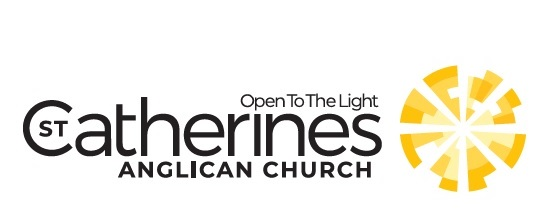 Open To The Light
ST Catherines
ANGLICAN CHURCH